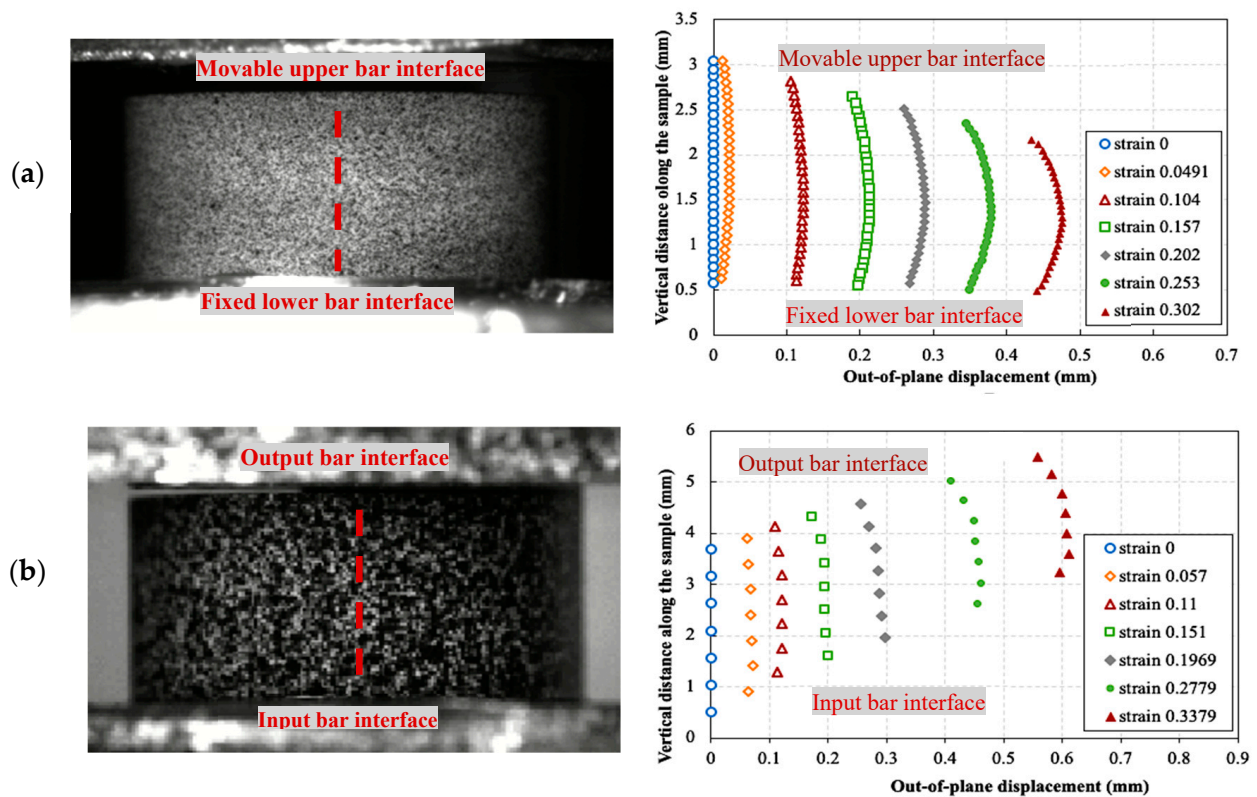 (a)
Movable upper bar interface
Fixed lower bar interface
Vertical distance olong the sample (mm)
3.5
3
2.5
2
1.5
1
0.5
0
Movable upper bar interface
Fixed lower bar interface
strain 0
strain 0.0491
strain 0.104
strain 0.157
strain 0.202
strain 0.253
strain 0.302
0 0.1 0.2 0.3 0.4 0.5 0.6 0.7
Out-of-plane displacement (mm)
(b)
Output bar interface
Input bar interface
Vertical distance along the sample (mm)
6
5
4
3
2
1
0
Output bar interface
Input bar interface
strain 0
strain 0.057
strain 0.11
strain 0.151
strain 0.1969
strain 0.2779
strain 0.3379
0 0.1 0.2 0.3 0.4 0.5 0.6 0.7 0.8 0.9
Out-of-plane displacement (mm)